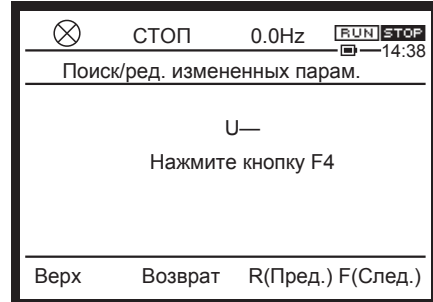 СТОП 0.0Hz RUN STOP
14:38
Поиск/ред. измененных парам.
U—
Нажмите кнопку F4
Верх Возврат R(Пред.) F(След.)